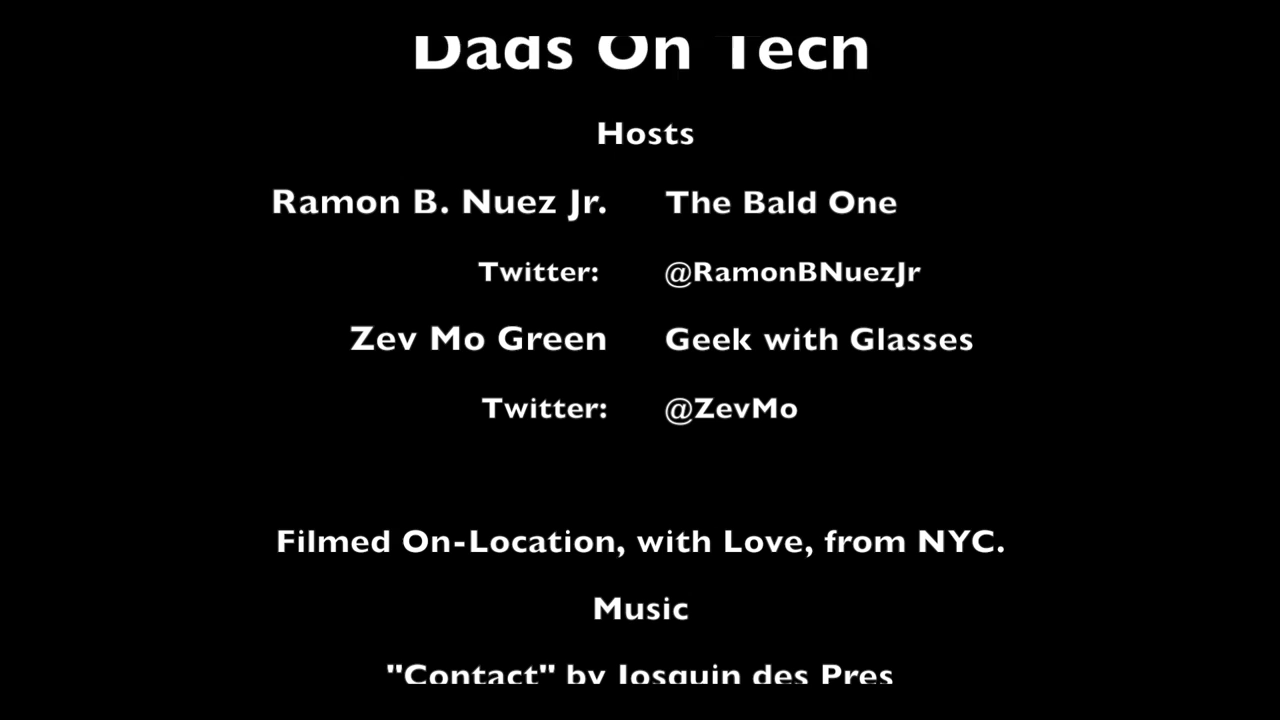 Dads On Tech
Hosts
Ramon B. Nuez Jr. The Bald One
Twitter: @RamonBNuezJr
Zev Mo Green Geek with Glasses
Twitter: @ZevMo
Filmed On-Location, with Love, from NYC.
Music
"Contact" by Josquin des Pres